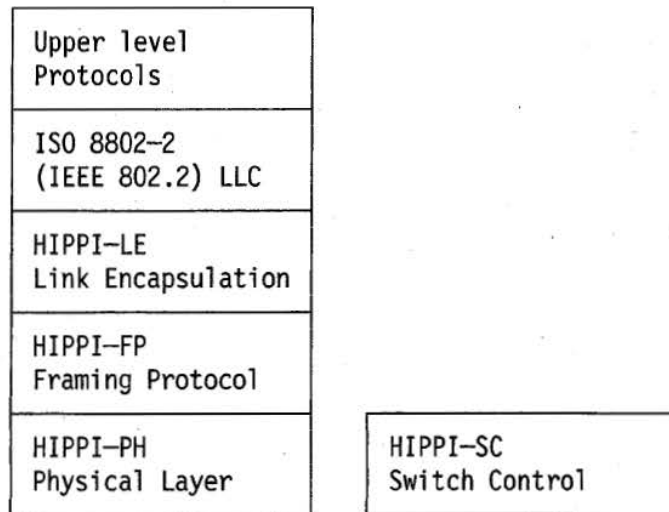 Upper level
Protocols
ISO 8802-2
(IEEE 802.2) LLC
HIPPI-LE
Link Encapsulation
HIPPI-FP
Framing Protocol
HIPPI-PH
Physical Layer
HIPPI-SC
Switch Control